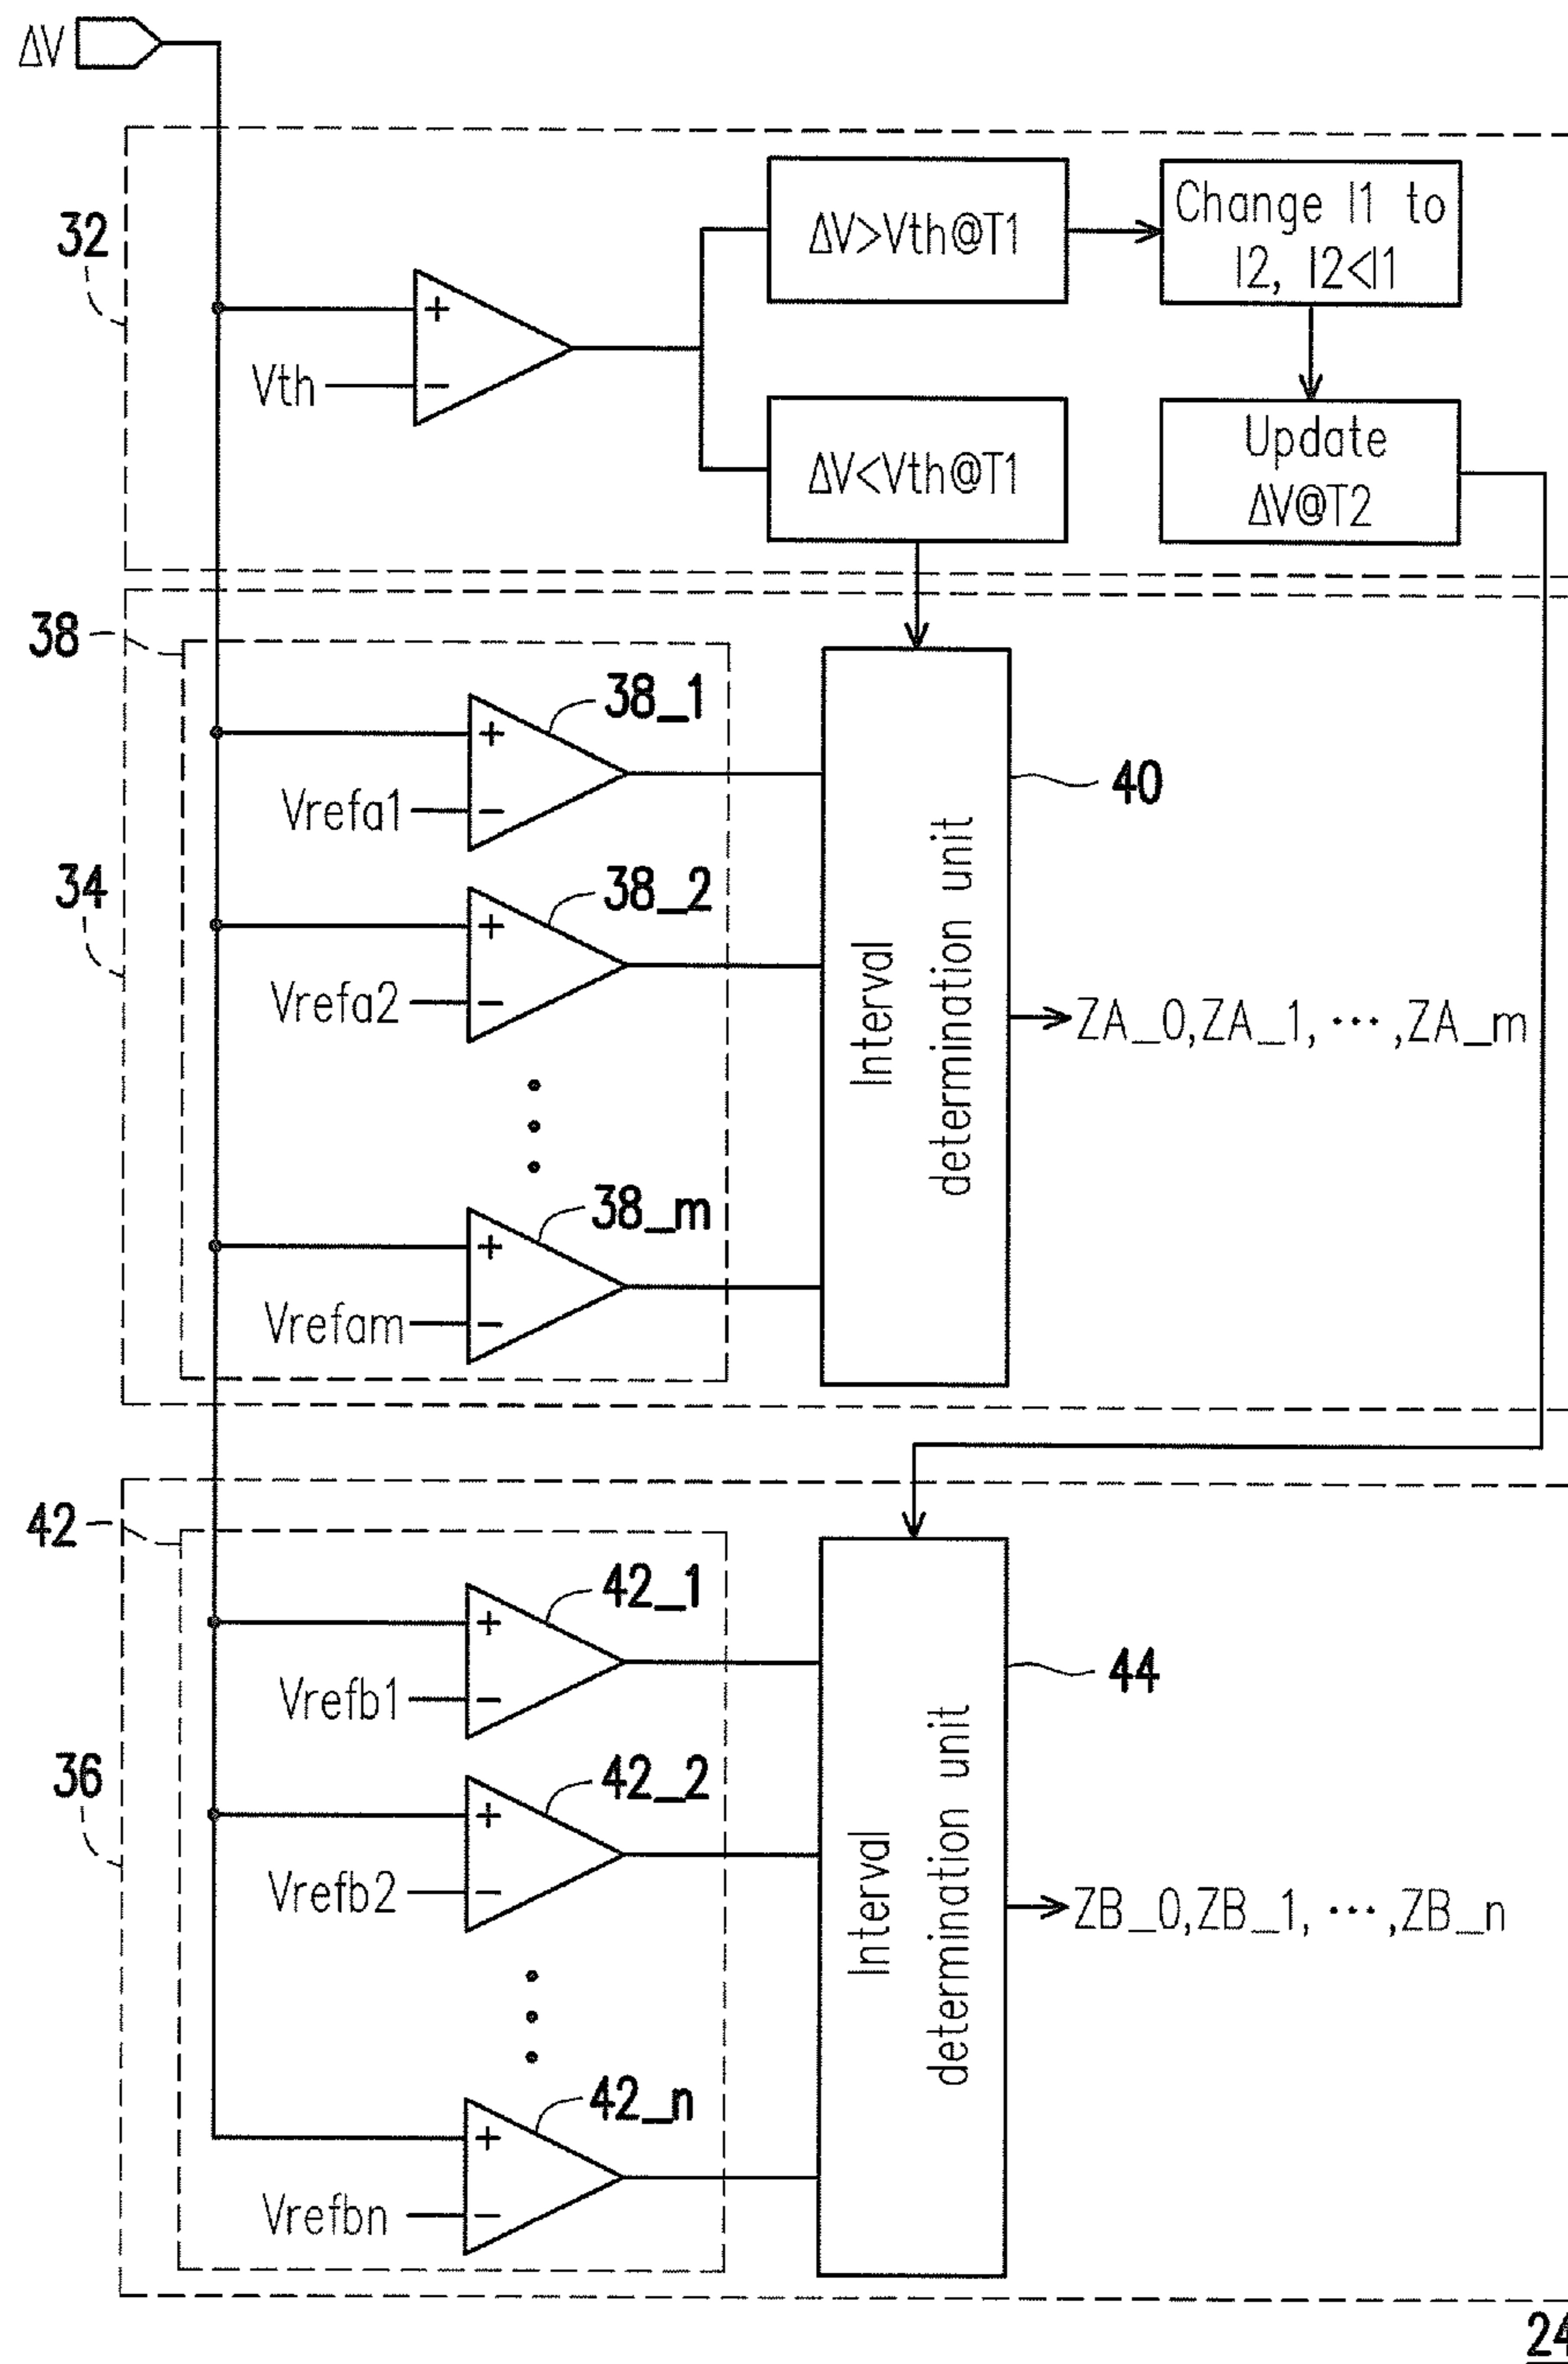 ΔV
32
ΔV>Vth@T1
Change I1 to
I2, I2<I1
+
Vth
−
ΔV<Vth@T1
Update
ΔV@T2
38
34
38_1
+
Vrefa1
−
38_2
+
Vrefa2
−
38_m
+
Vrefam
−
Interval
determination unit
40
ZA_0,ZA_1, ··· ,ZA_m
42
36
42_1
+
Vrefb1
−
42_2
+
Vrefb2
−
42_n
+
Vrefbn
−
Interval
determination unit
44
ZB_0,ZB_1, ··· ,ZB_n
24